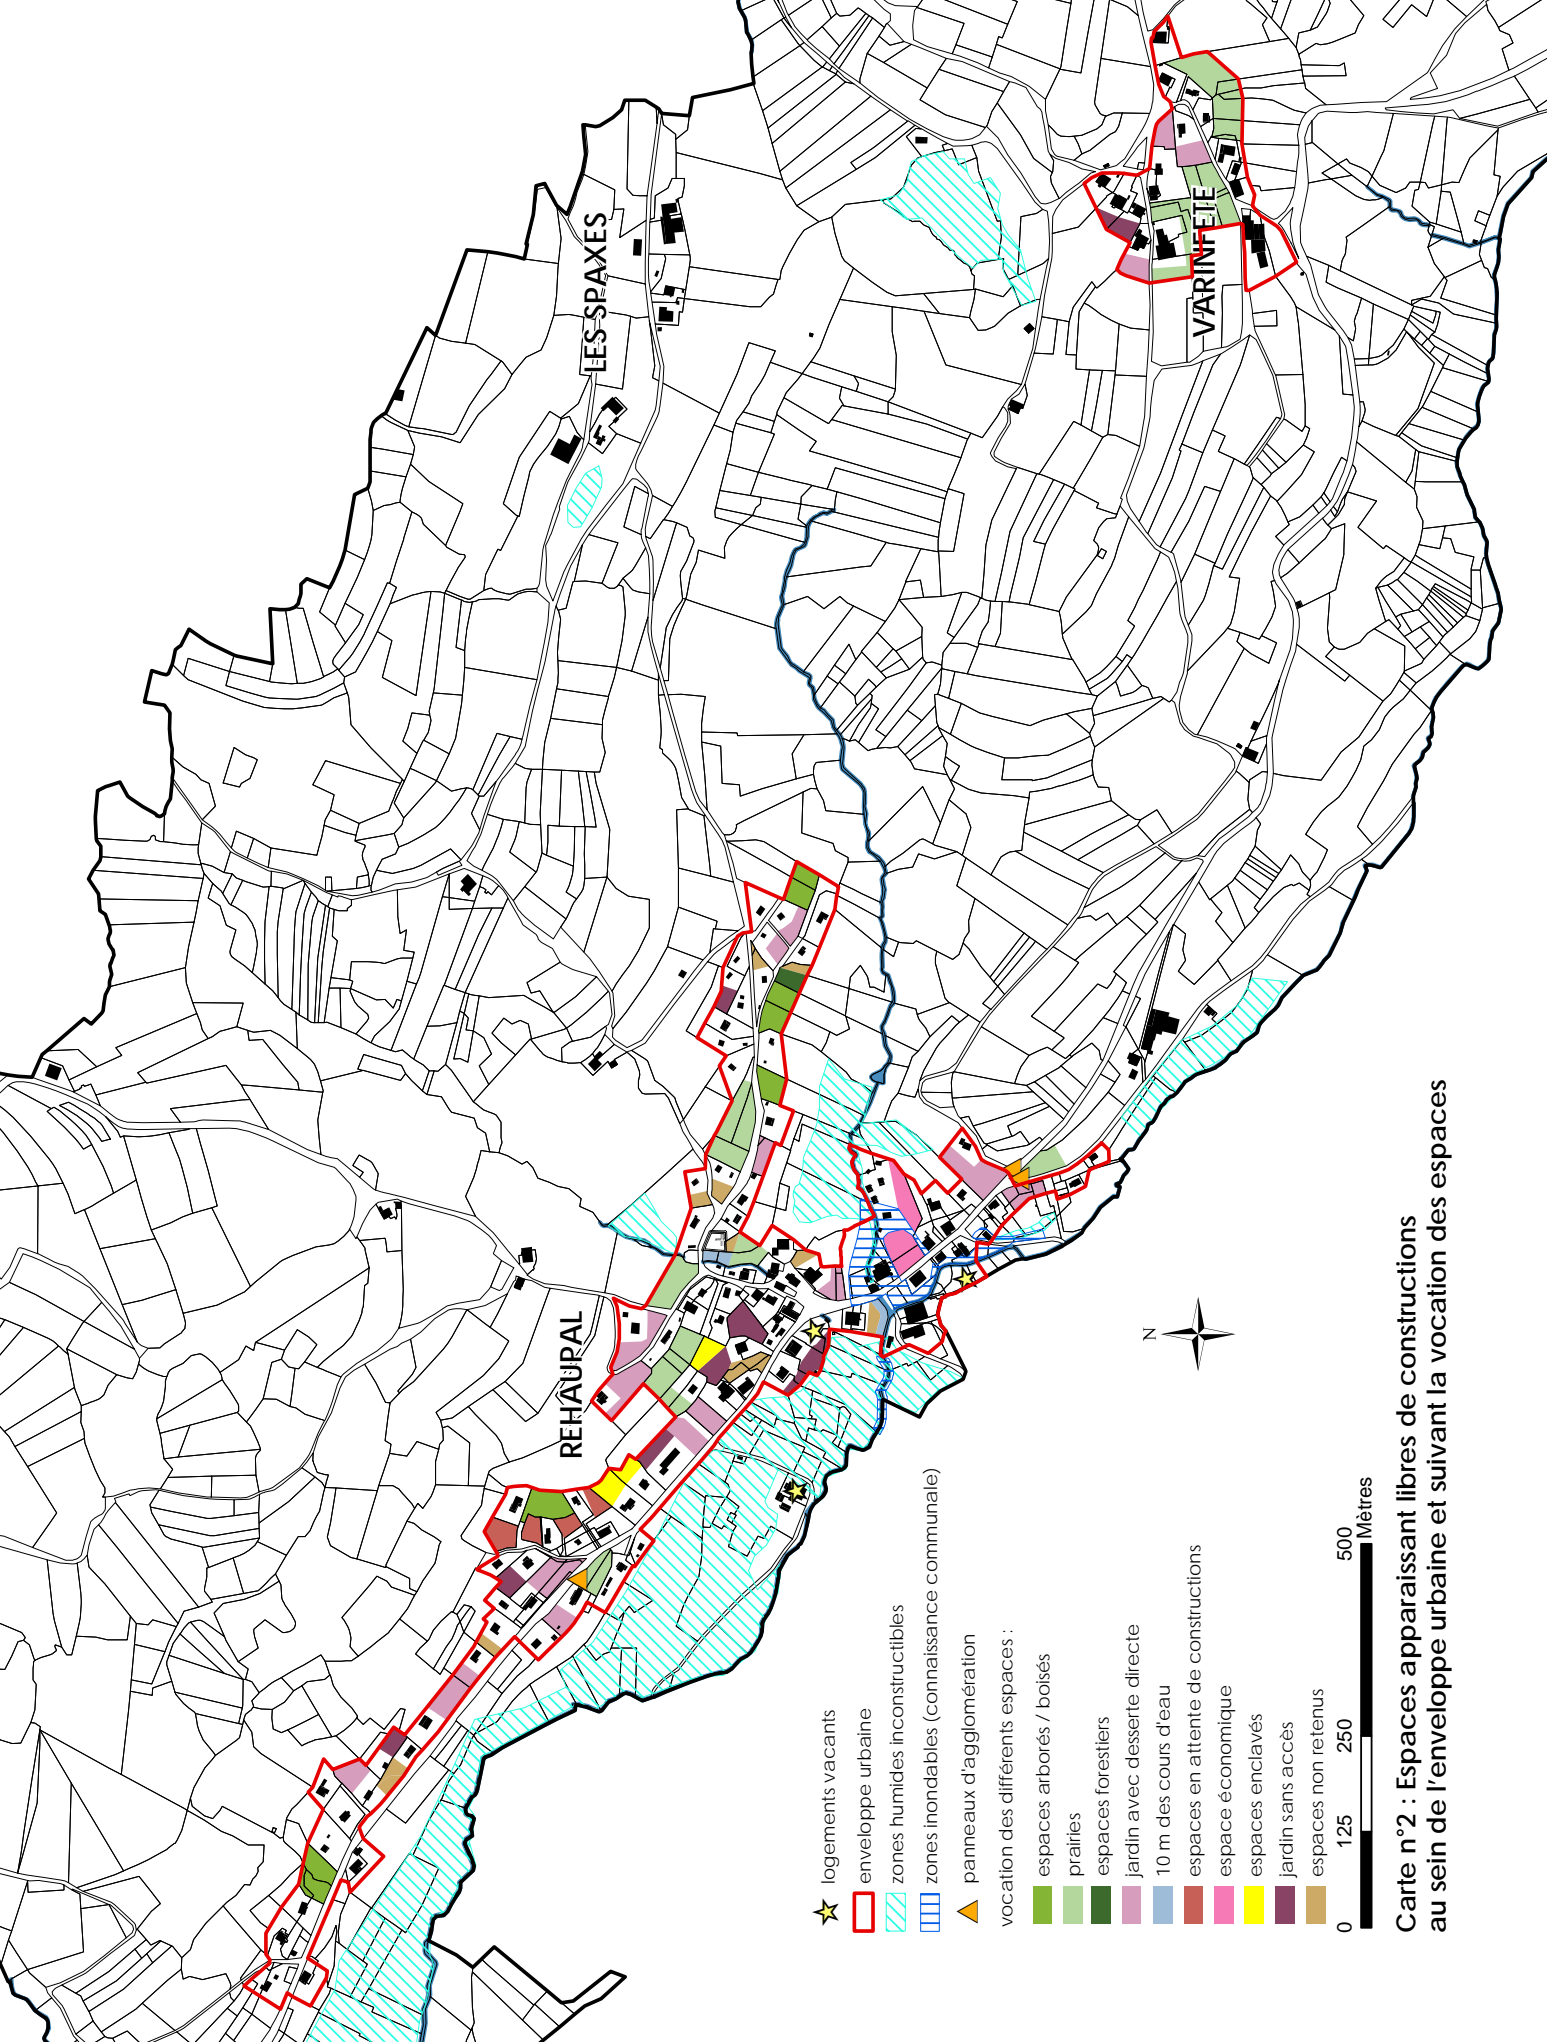 LES SPAXES
VARINFETE
REHAUPAL
N
logements vacants
enveloppe urbaine
zones humides inconstructibles
zones inondables (connaissance communale)
panneaux d'agglomération
vocation des différents espaces :
espaces arborés / boisés
prairies
espaces forestiers
jardin avec desserte directe
10 m des cours d'eau
espaces en attente de constructions
espace économique
espaces enclavés
jardin sans accès
espaces non retenus
0 125 250 500
Mètres
Carte n°2 : Espaces apparaissant libres de constructions
au sein de l'enveloppe urbaine et suivant la vocation des espaces